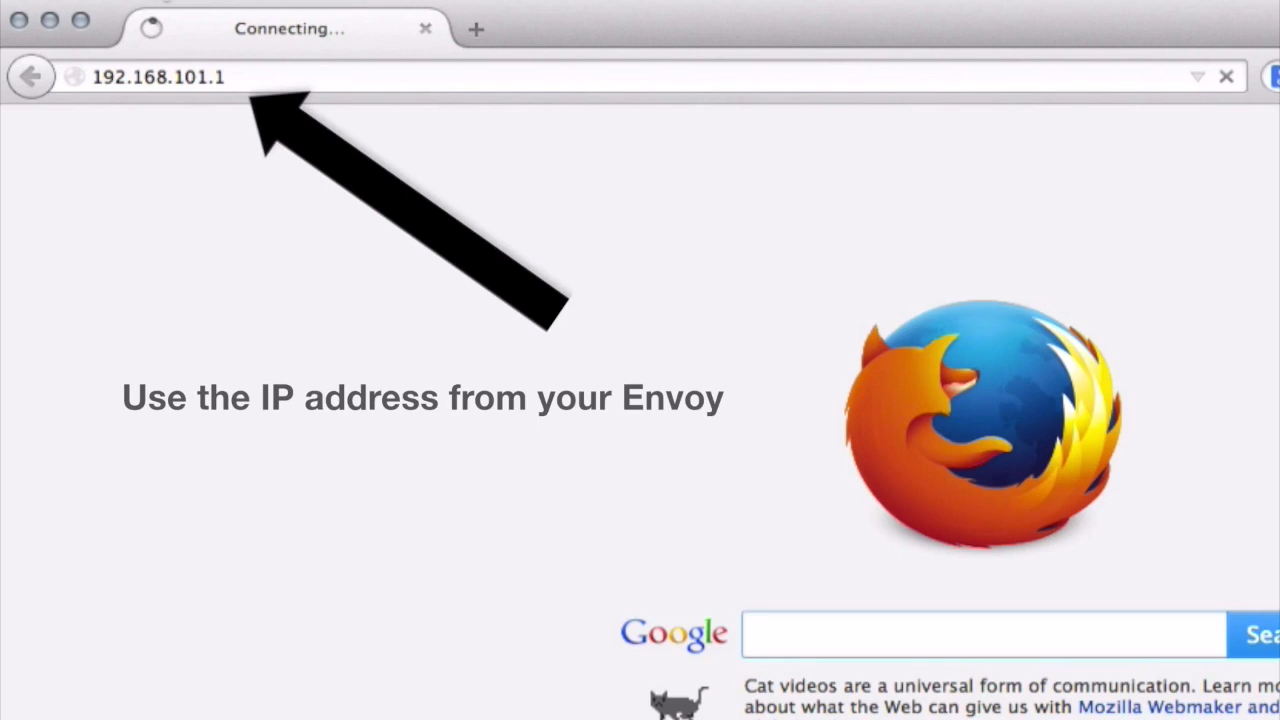 Connecting...
192.168.101.1
Use the IP address from your Envoy
Google
Cat videos are a universal form of communication. Learn
about what the Web can give us with Mozilla Webmaker and